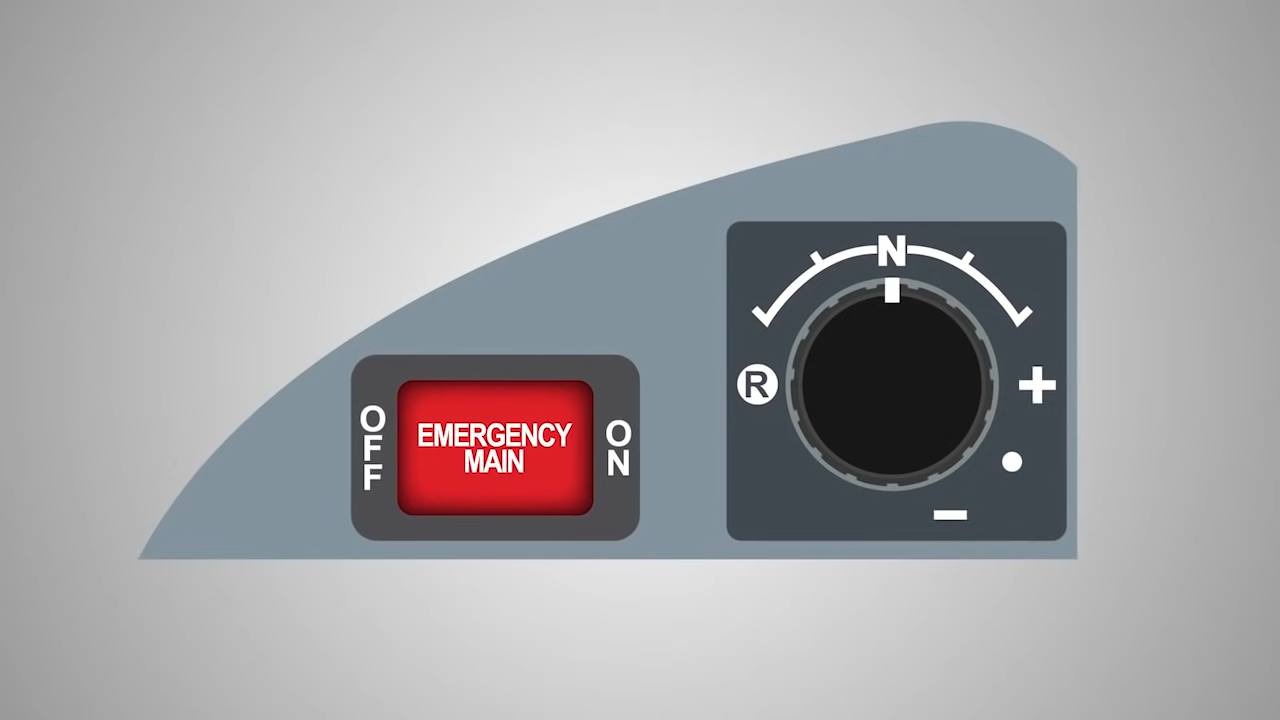 OFF
EMERGENCY
MAIN
ON
N
R
+
-